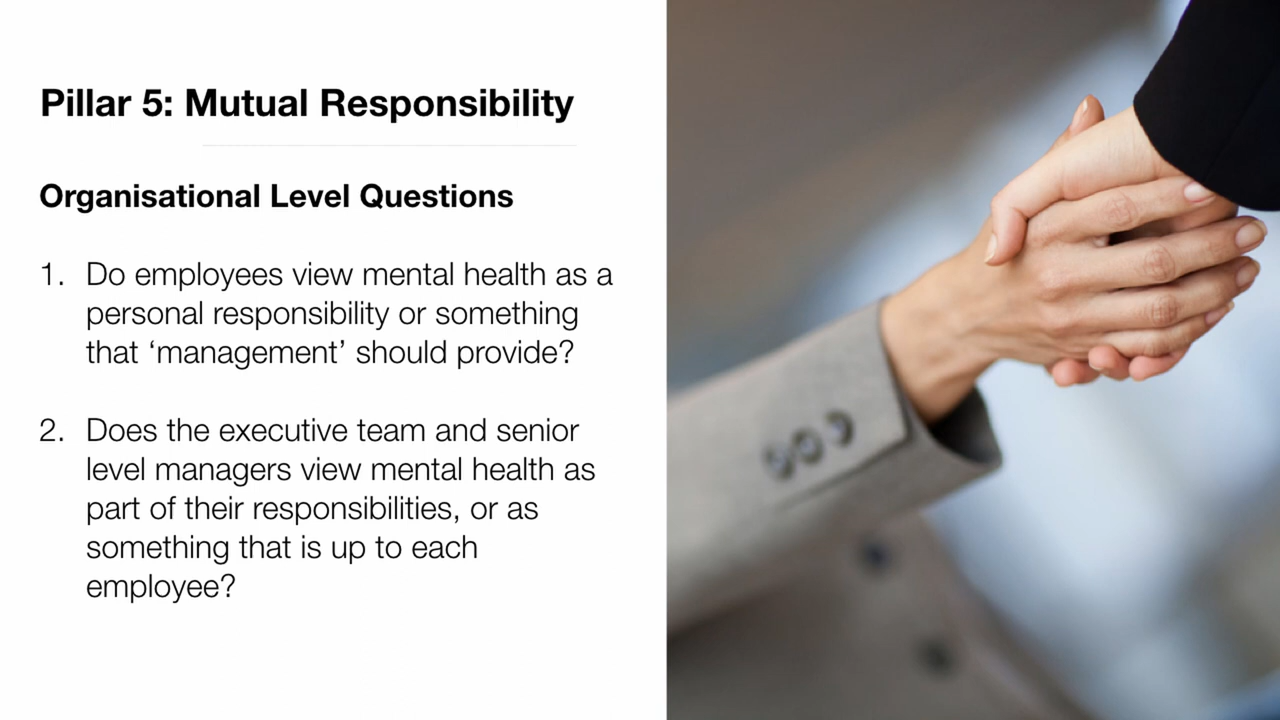 Pillar 5: Mutual Responsibility
Organisational Level Questions
1. Do employees view mental health as a
personal responsibility or something
that ‘management’ should provide?
2. Does the executive team and senior
level managers view mental health as
part of their responsibilities, or as
something that is up to each
employee?